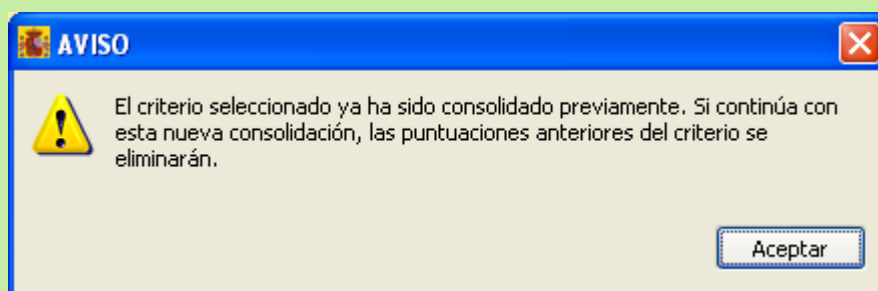 AVISO
El criterio seleccionado ya ha sido consolidado previamente. Si continúa con
esta nueva consolidación, las puntuaciones anteriores del criterio se
eliminarán.
Aceptar